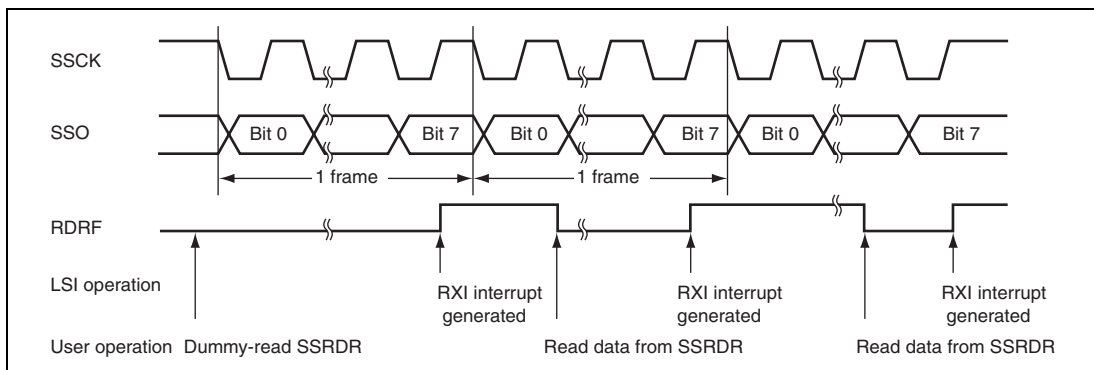 SSCK
SSO
Bit 0
Bit 7
Bit 0
Bit 7
Bit 0
Bit 7
1 frame
1 frame
RDRF
LSI operation
RXI interrupt
generated
RXI interrupt
generated
RXI interrupt
generated
User operation
Dummy-read SSRDR
Read data from SSRDR
Read data from SSRDR